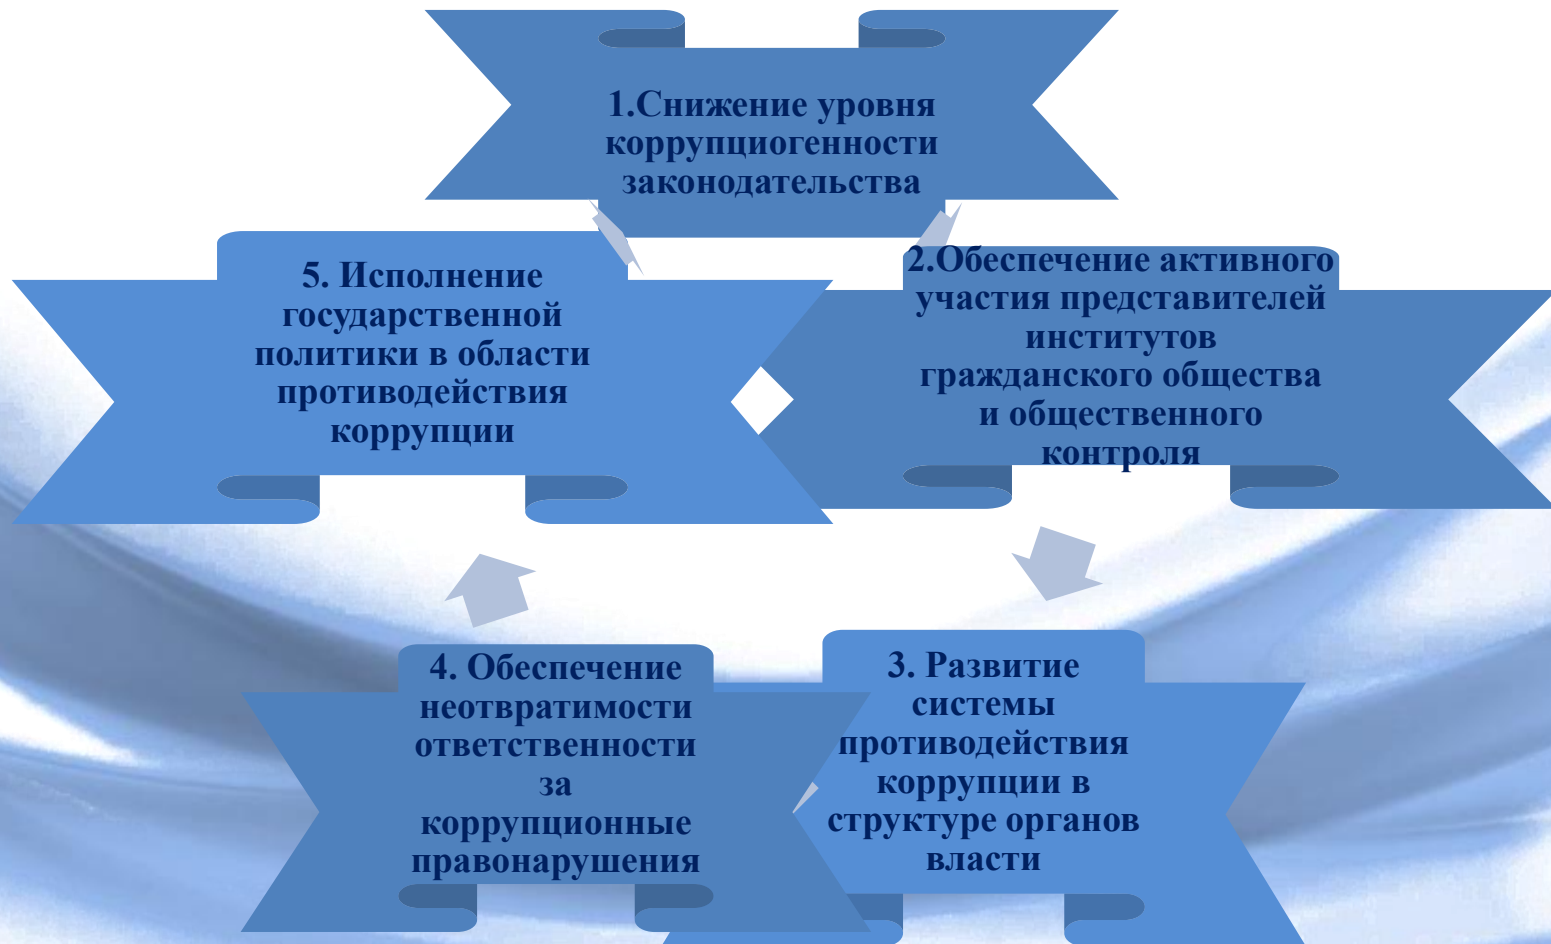 1.Снижение уровня
коррупциогенности
законодательства
2.Обеспечение активного
участия представителей
институтов
гражданского общества
и общественного
контроля
3. Развитие
системы
противодействия
коррупции в
структуре органов
власти
4. Обеспечение
неотвратимости
ответственности
за
коррупционные
правонарушения
5. Исполнение
государственной
политики в области
противодействия
коррупции